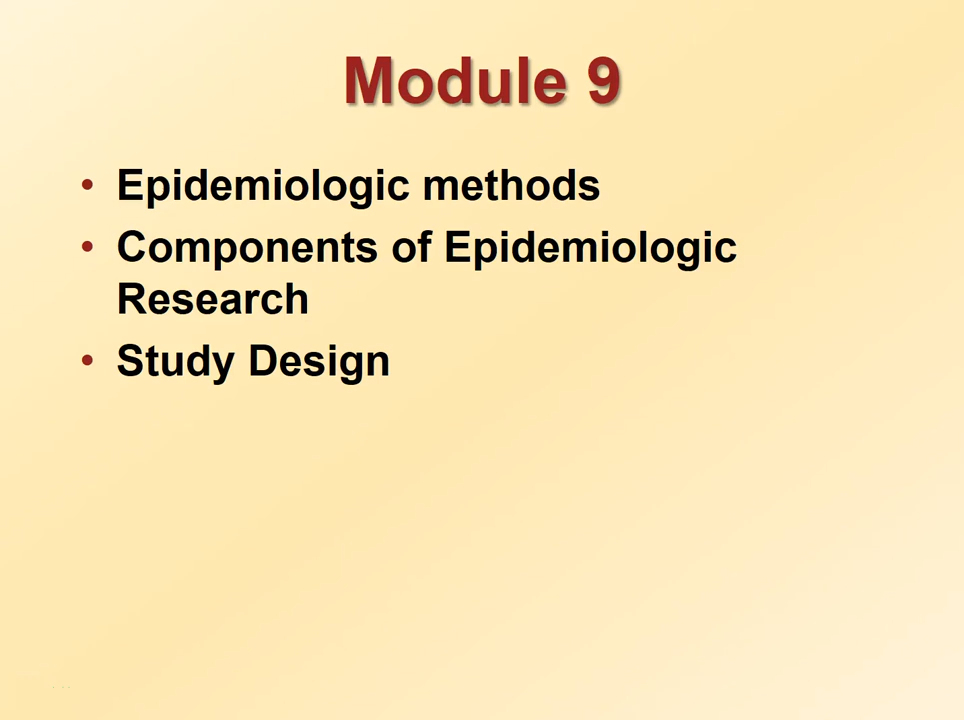 Module 9
• Epidemiologic methods
• Components of Epidemiologic
Research
• Study Design